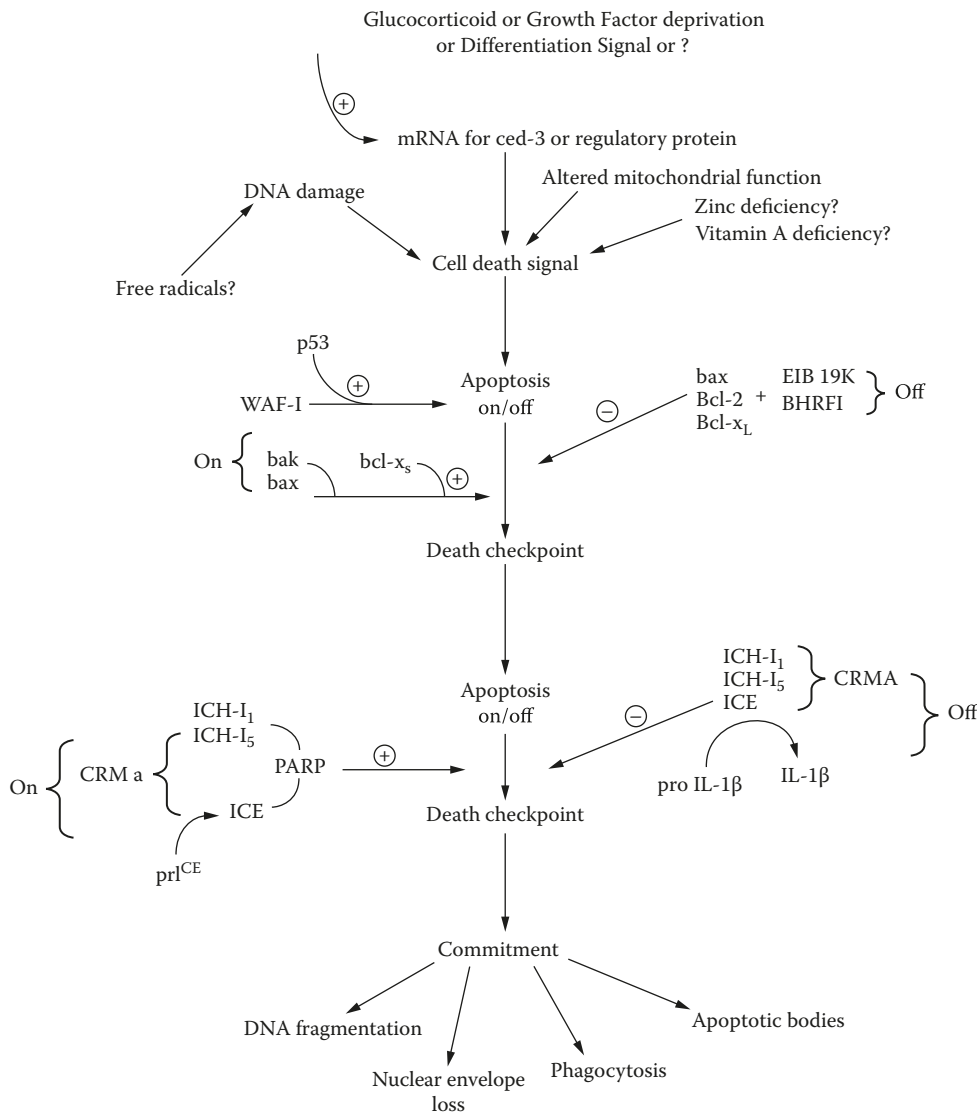 Glucocorticoid or Growth Factor deprivation
or Differentiation Signal or ?
+
mRNA for ced-3 or regulatory protein
Altered mitochondrial function
DNA damage
Zinc deficiency?
Vitamin A deficiency?
Cell death signal
Free radicals?
p53
+
WAF-I
Apoptosis
on/off
bax
Bcl-2
Bcl-xL
+
EIB 19K
BHRFI
Off
−
On
bak
bax
bcl-xs
+
Death checkpoint
ICH-I1
ICH-I5
ICE
CRMA
Off
Apoptosis
on/off
−
pro IL-1β
IL-1β
ICH-I1
ICH-I5
On
CRM a
PARP
+
ICE
prlCE
Death checkpoint
Commitment
DNA fragmentation
Nuclear envelope
loss
Phagocytosis
Apoptotic bodies